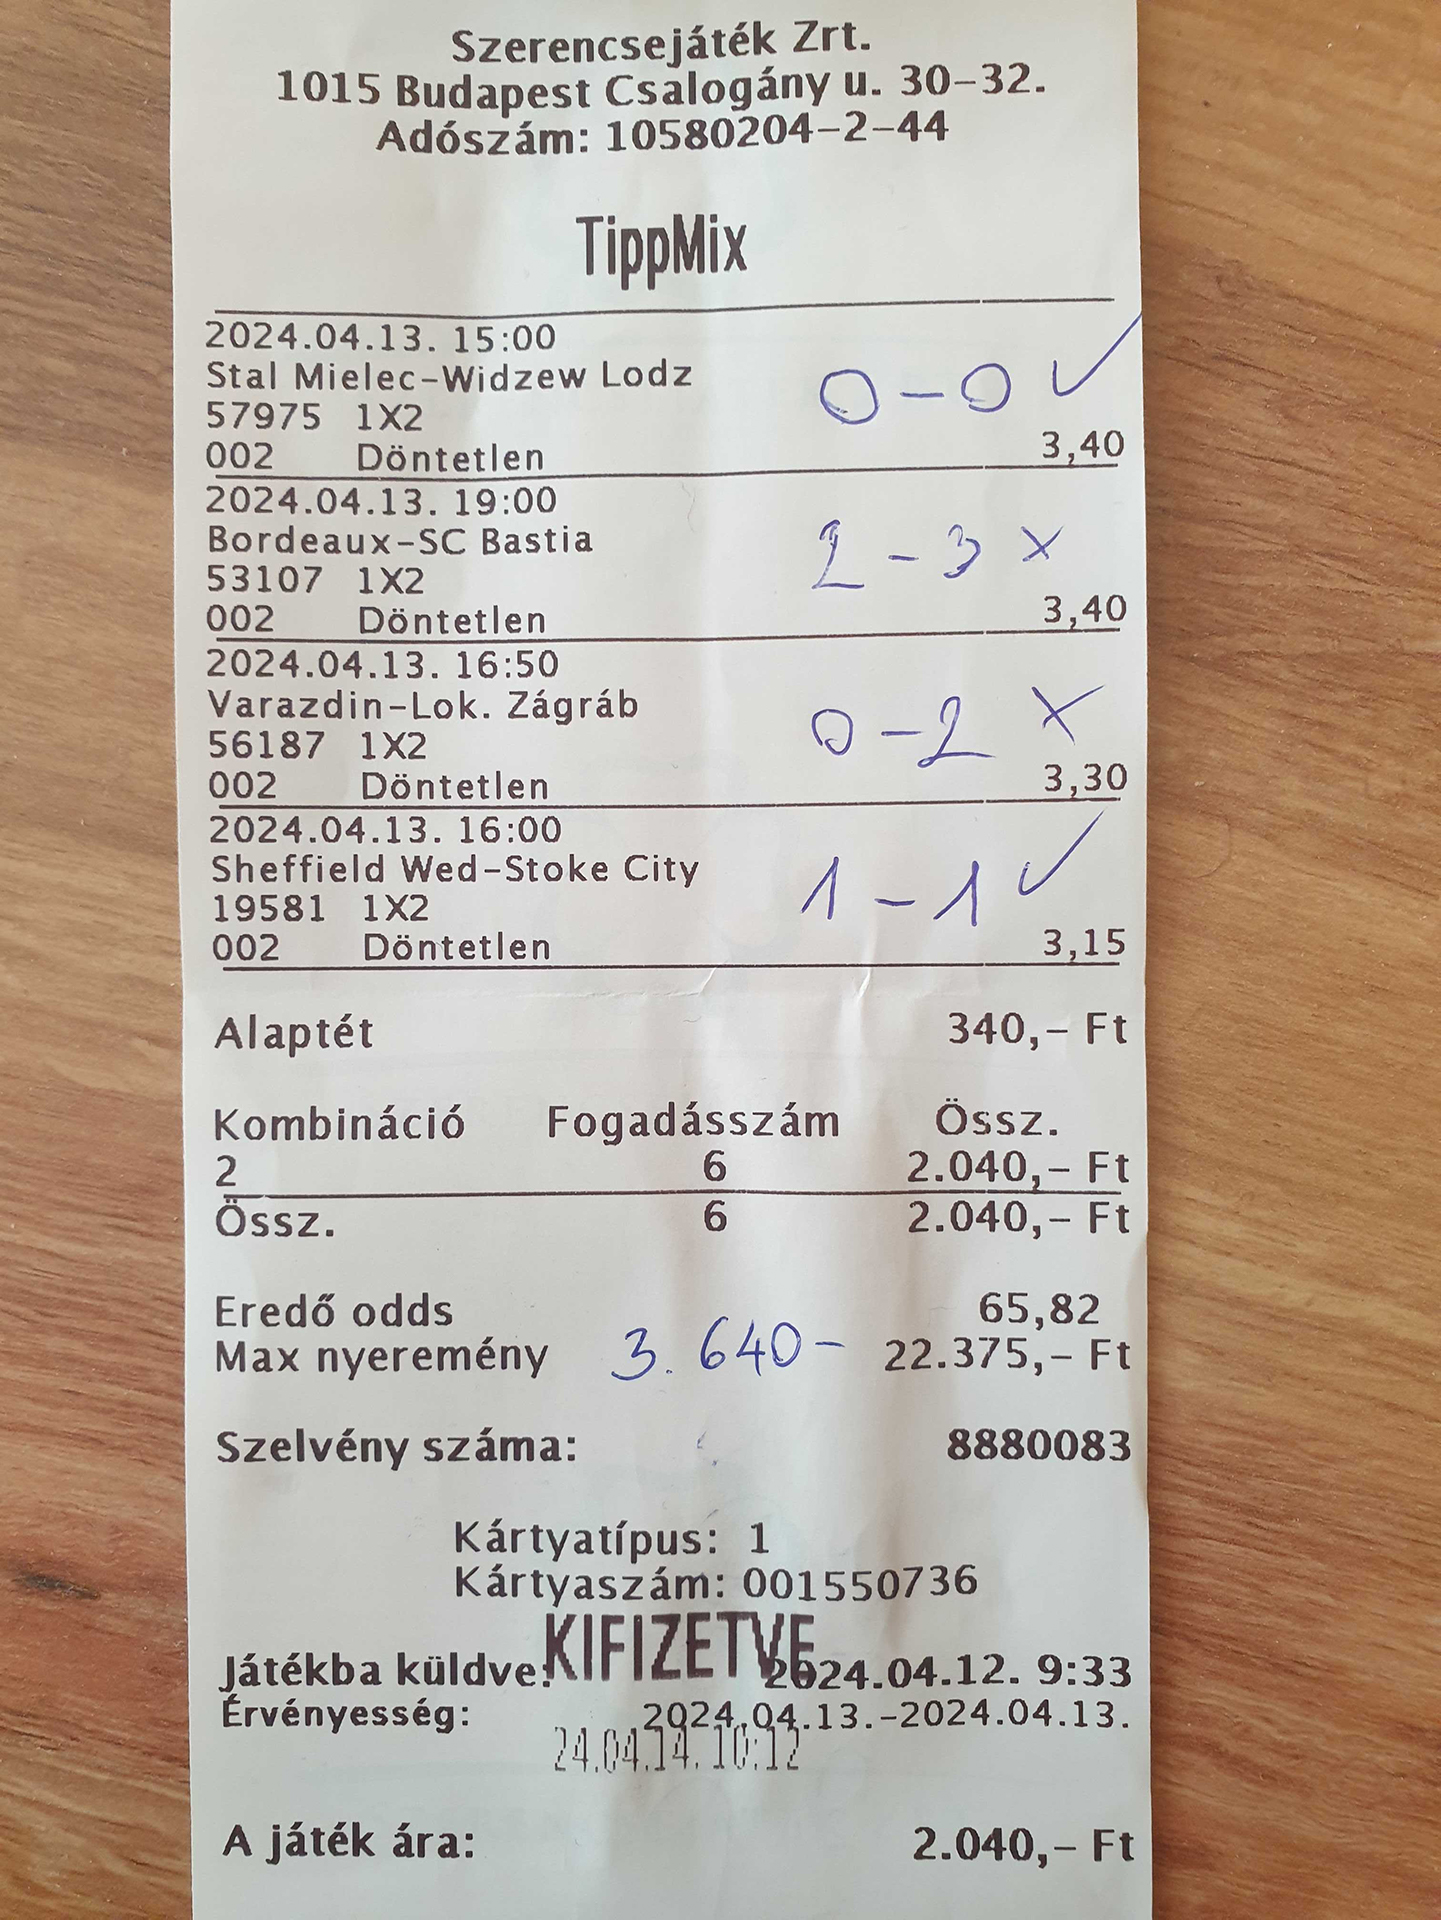 Szerencsejáték Zrt.
1015 Budapest Csalogány u. 30-32.
Adószám: 10580204-2-44
TippMix
2024.04.13. 15:00
Stal Mielec-Widzew Lodz 0-0 ✓
57975 1X2
002 Döntetlen 3,40
2024.04.13. 19:00
Bordeaux-SC Bastia 2-3 x
53107 1X2
002 Döntetlen 3,40
2024.04.13. 16:50
Varazdin-Lok. Zágráb 0-2 x
56187 1X2
002 Döntetlen 3,30
2024.04.13. 16:00
Sheffield Wed-Stoke City 1-1 ✓
19581 1X2
002 Döntetlen 3,15
Alaptét 340,- Ft
Kombináció Fogadásszám Össz.
2 6 2.040,- Ft
Össz. 6 2.040,- Ft
Eredő odds 65,82
Max nyeremény 3.640- 22.375,- Ft
Szelvény száma: 8880083
Kártyatípus: 1
Kártyaszám: 001550736
KIFIZETVE
Játékba küldve: 2024.04.12. 9:33
Érvényesség: 2024.04.13.-2024.04.13.
24.04.14. 10:12
A játék ára: 2.040,- Ft